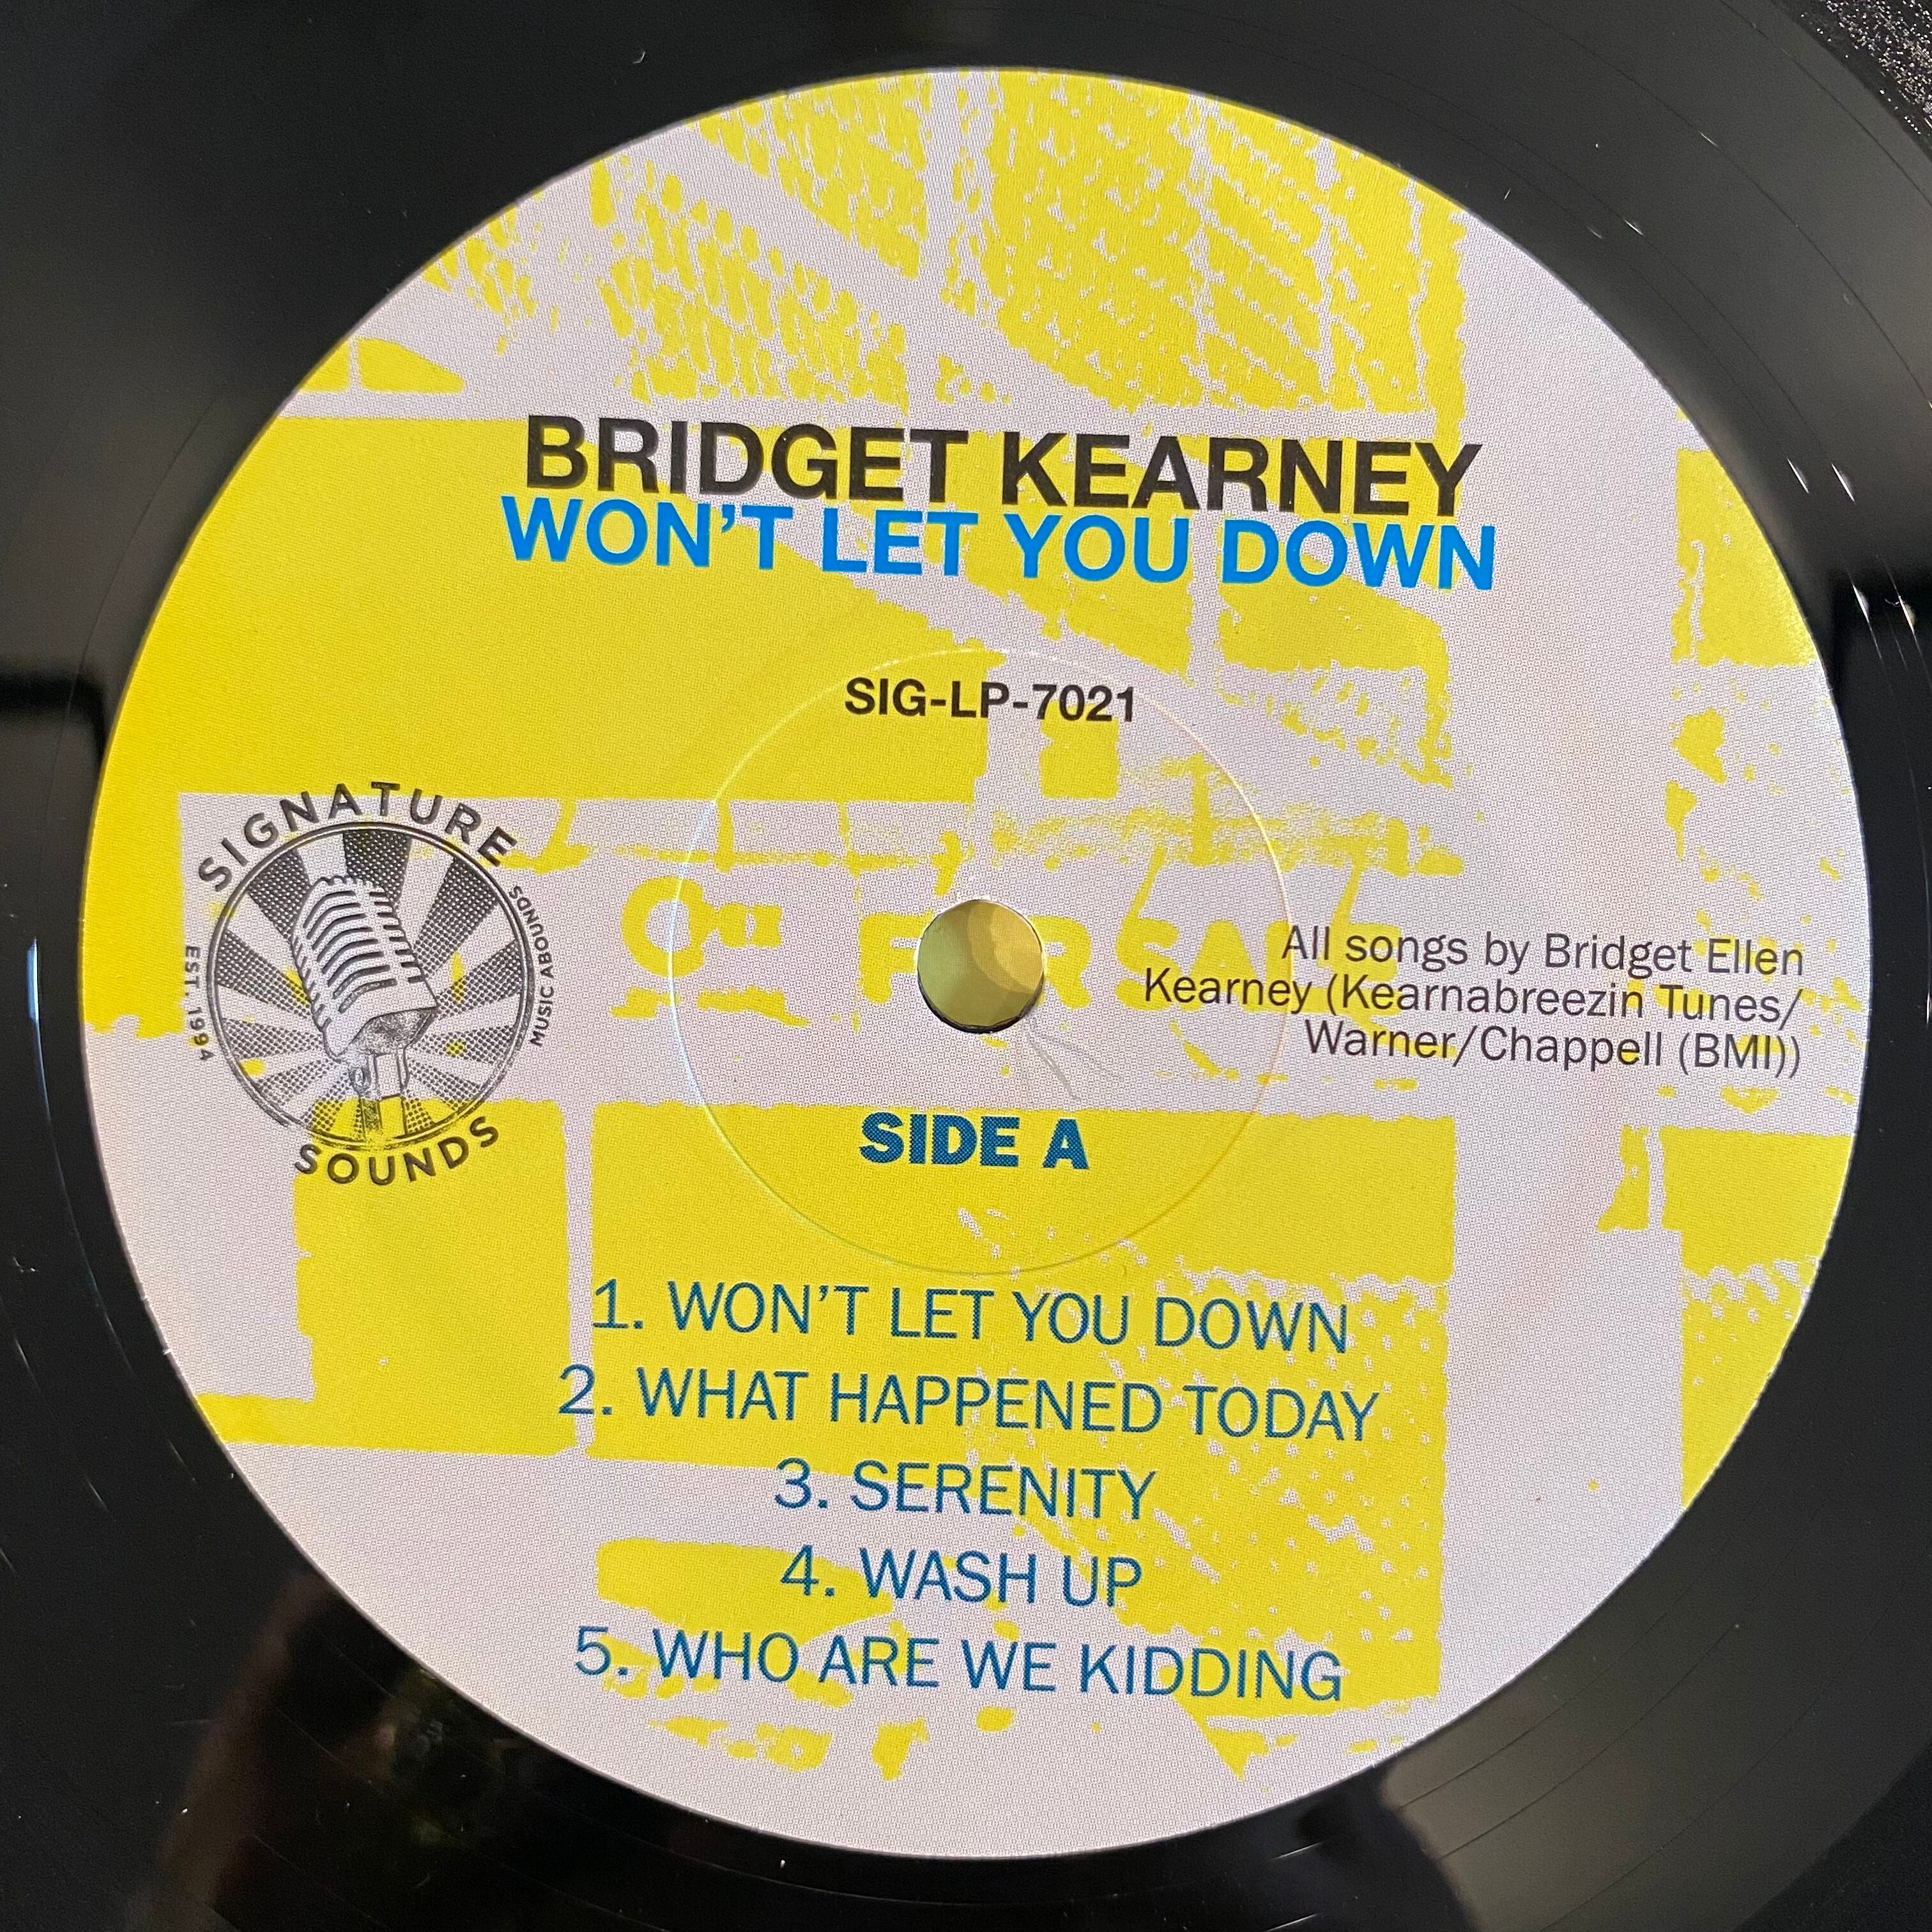 BRIDGET KEARNEY
WON'T LET YOU DOWN
SIG-LP-7021
SIGNATURE
SOUNDS
EST. 1994
MUSIC ABOUNDS
All songs by Bridget Ellen
Kearney (Kearnabreezin Tunes/
Warner/Chappell (BMI))
SIDE A
1. WON'T LET YOU DOWN
2. WHAT HAPPENED TODAY
3. SERENITY
4. WASH UP
5. WHO ARE WE KIDDING